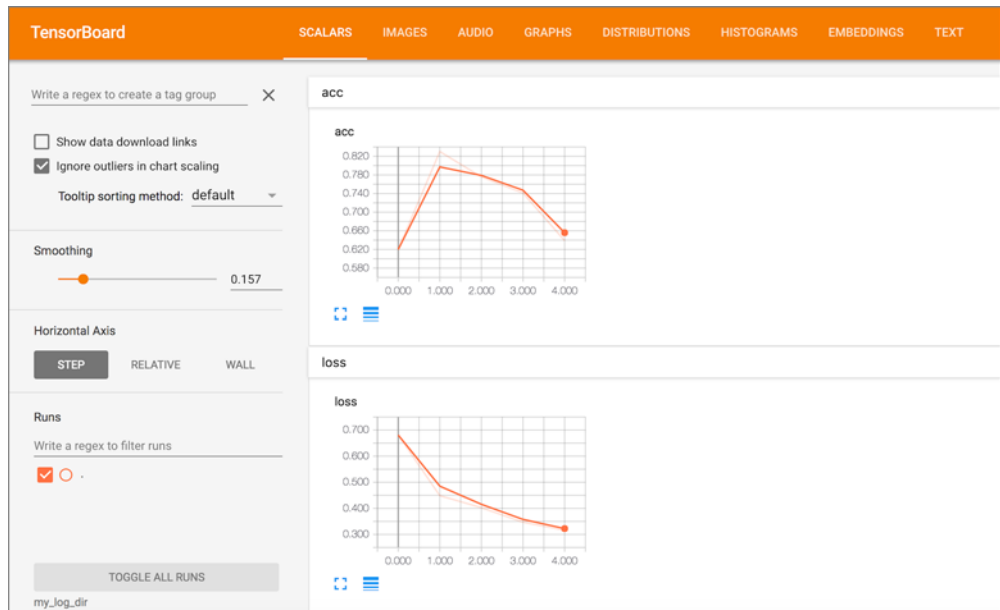 TensorBoard SCALARS IMAGES AUDIO GRAPHS DISTRIBUTIONS HISTOGRAMS EMBEDDINGS TEXT
Write a regex to create a tag group
Show data download links
Ignore outliers in chart scaling
Tooltip sorting method: default
Smoothing
0.157
Horizontal Axis
STEP RELATIVE WALL
Runs
Write a regex to filter runs
.
TOGGLE ALL RUNS
my_log_dir
acc
acc
0.820
0.780
0.740
0.700
0.660
0.620
0.580
0.000 1.000 2.000 3.000 4.000
loss
loss
0.700
0.600
0.500
0.400
0.300
0.000 1.000 2.000 3.000 4.000